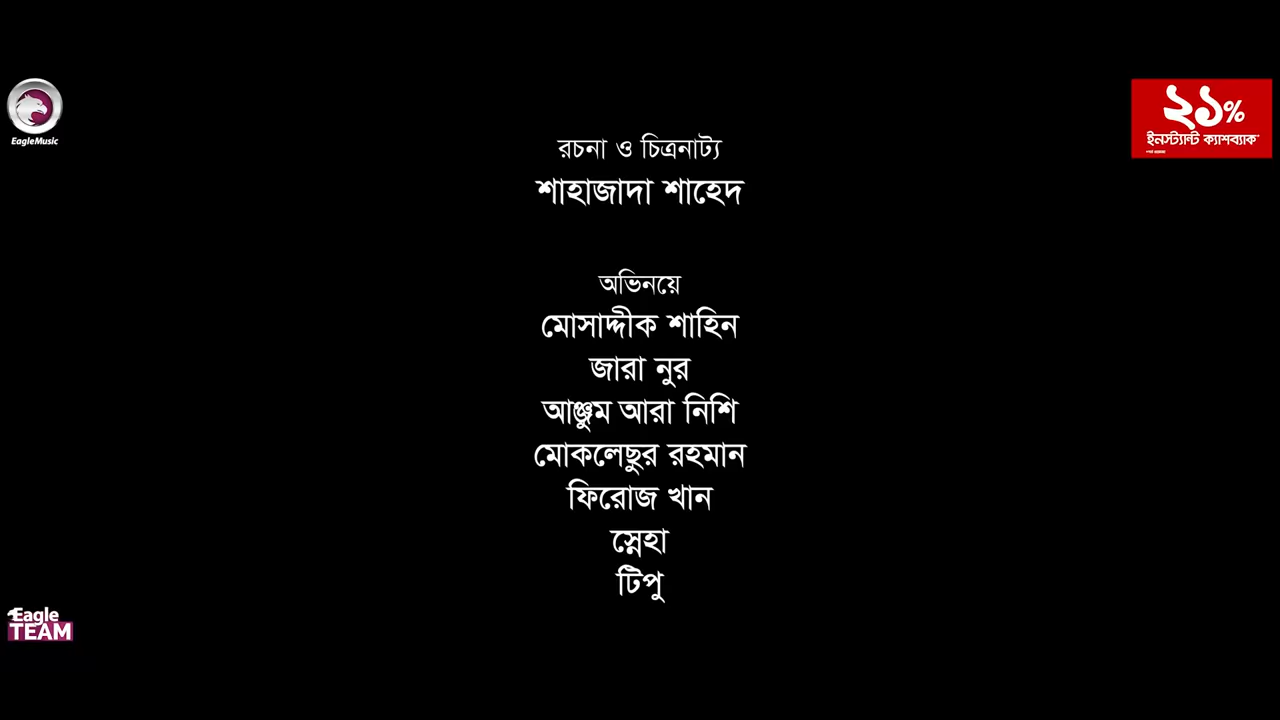 EagleMusic
২১%
ইনস্ট্যান্ট ক্যাশব্যাক*
রচনা ও চিত্রনাট্য
শাহাজাদা শাহেদ
অভিনয়ে
মোসাদ্দীক শাহিন
জারা নুর
আঞ্জুম আরা নিশি
মোকলেছুর রহমান
ফিরোজ খান
স্নেহা
টিপু
Eagle
TEAM